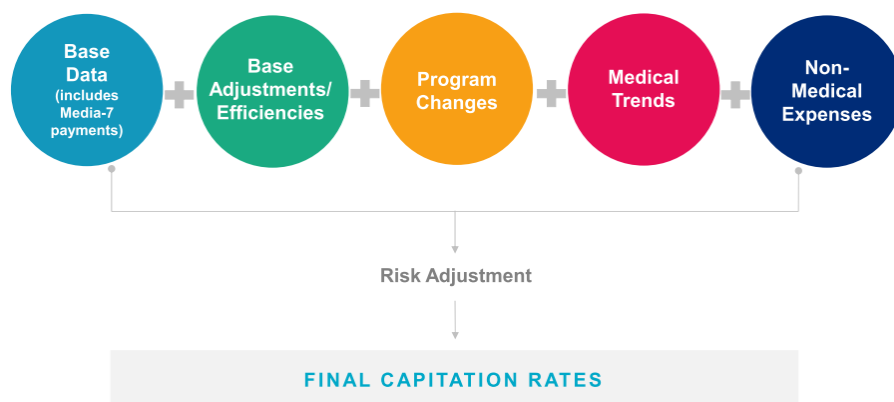 Base
Data
(includes
Media-7
payments)
Base
Adjustments/
Efficiencies
Program
Changes
Medical
Trends
Non-
Medical
Expenses
Risk Adjustment
FINAL CAPITATION RATES